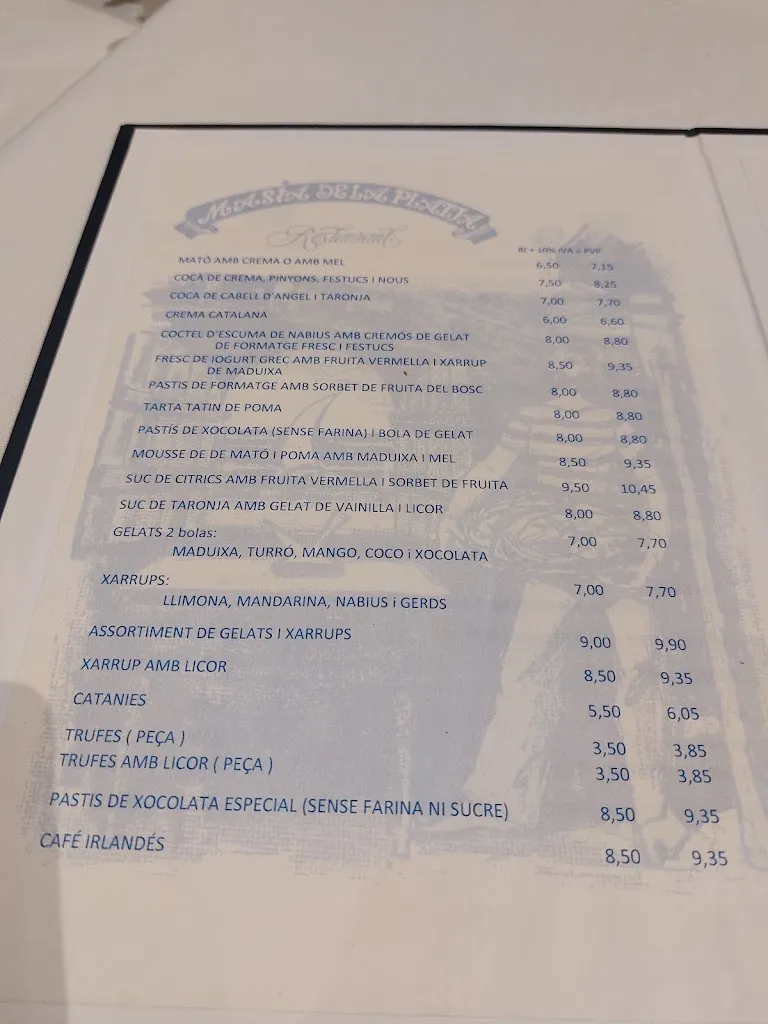 MASÍA DE LA PLATJA
Restaurant
BI + 10% IVA = PVP
MATÓ AMB CREMA O AMB MEL 6,50 7,15
COCA DE CREMA, PINYONS, FESTUCS I NOUS 7,50 8,25
COCA DE CABELL D'ANGEL I TARONJA 7,00 7,70
CREMA CATALANA 6,00 6,60
COCTEL D'ESCUMA DE NABIUS AMB CREMÓS DE GELAT 8,00 8,80
DE FORMATGE FRESC I FESTUCS
FRESC DE IOGURT GREC AMB FRUITA VERMELLA I XARRUP 8,50 9,35
DE MADUIXA
PASTIS DE FORMATGE AMB SORBET DE FRUITA DEL BOSC 8,00 8,80
TARTA TATIN DE POMA 8,00 8,80
PASTÍS DE XOCOLATA (SENSE FARINA) I BOLA DE GELAT 8,00 8,80
MOUSSE DE DE MATÓ I POMA AMB MADUIXA I MEL 8,50 9,35
SUC DE CITRICS AMB FRUITA VERMELLA I SORBET DE FRUITA 9,50 10,45
SUC DE TARONJA AMB GELAT DE VAINILLA I LICOR 8,00 8,80
GELATS 2 bolas: 7,00 7,70
MADUIXA, TURRÓ, MANGO, COCO i XOCOLATA
XARRUPS: 7,00 7,70
LLIMONA, MANDARINA, NABIUS i GERDS
ASSORTIMENT DE GELATS I XARRUPS 9,00 9,90
XARRUP AMB LICOR 8,50 9,35
CATANIES 5,50 6,05
TRUFES ( PEÇA ) 3,50 3,85
TRUFES AMB LICOR ( PEÇA ) 3,50 3,85
PASTIS DE XOCOLATA ESPECIAL (SENSE FARINA NI SUCRE) 8,50 9,35
CAFÉ IRLANDÉS 8,50 9,35